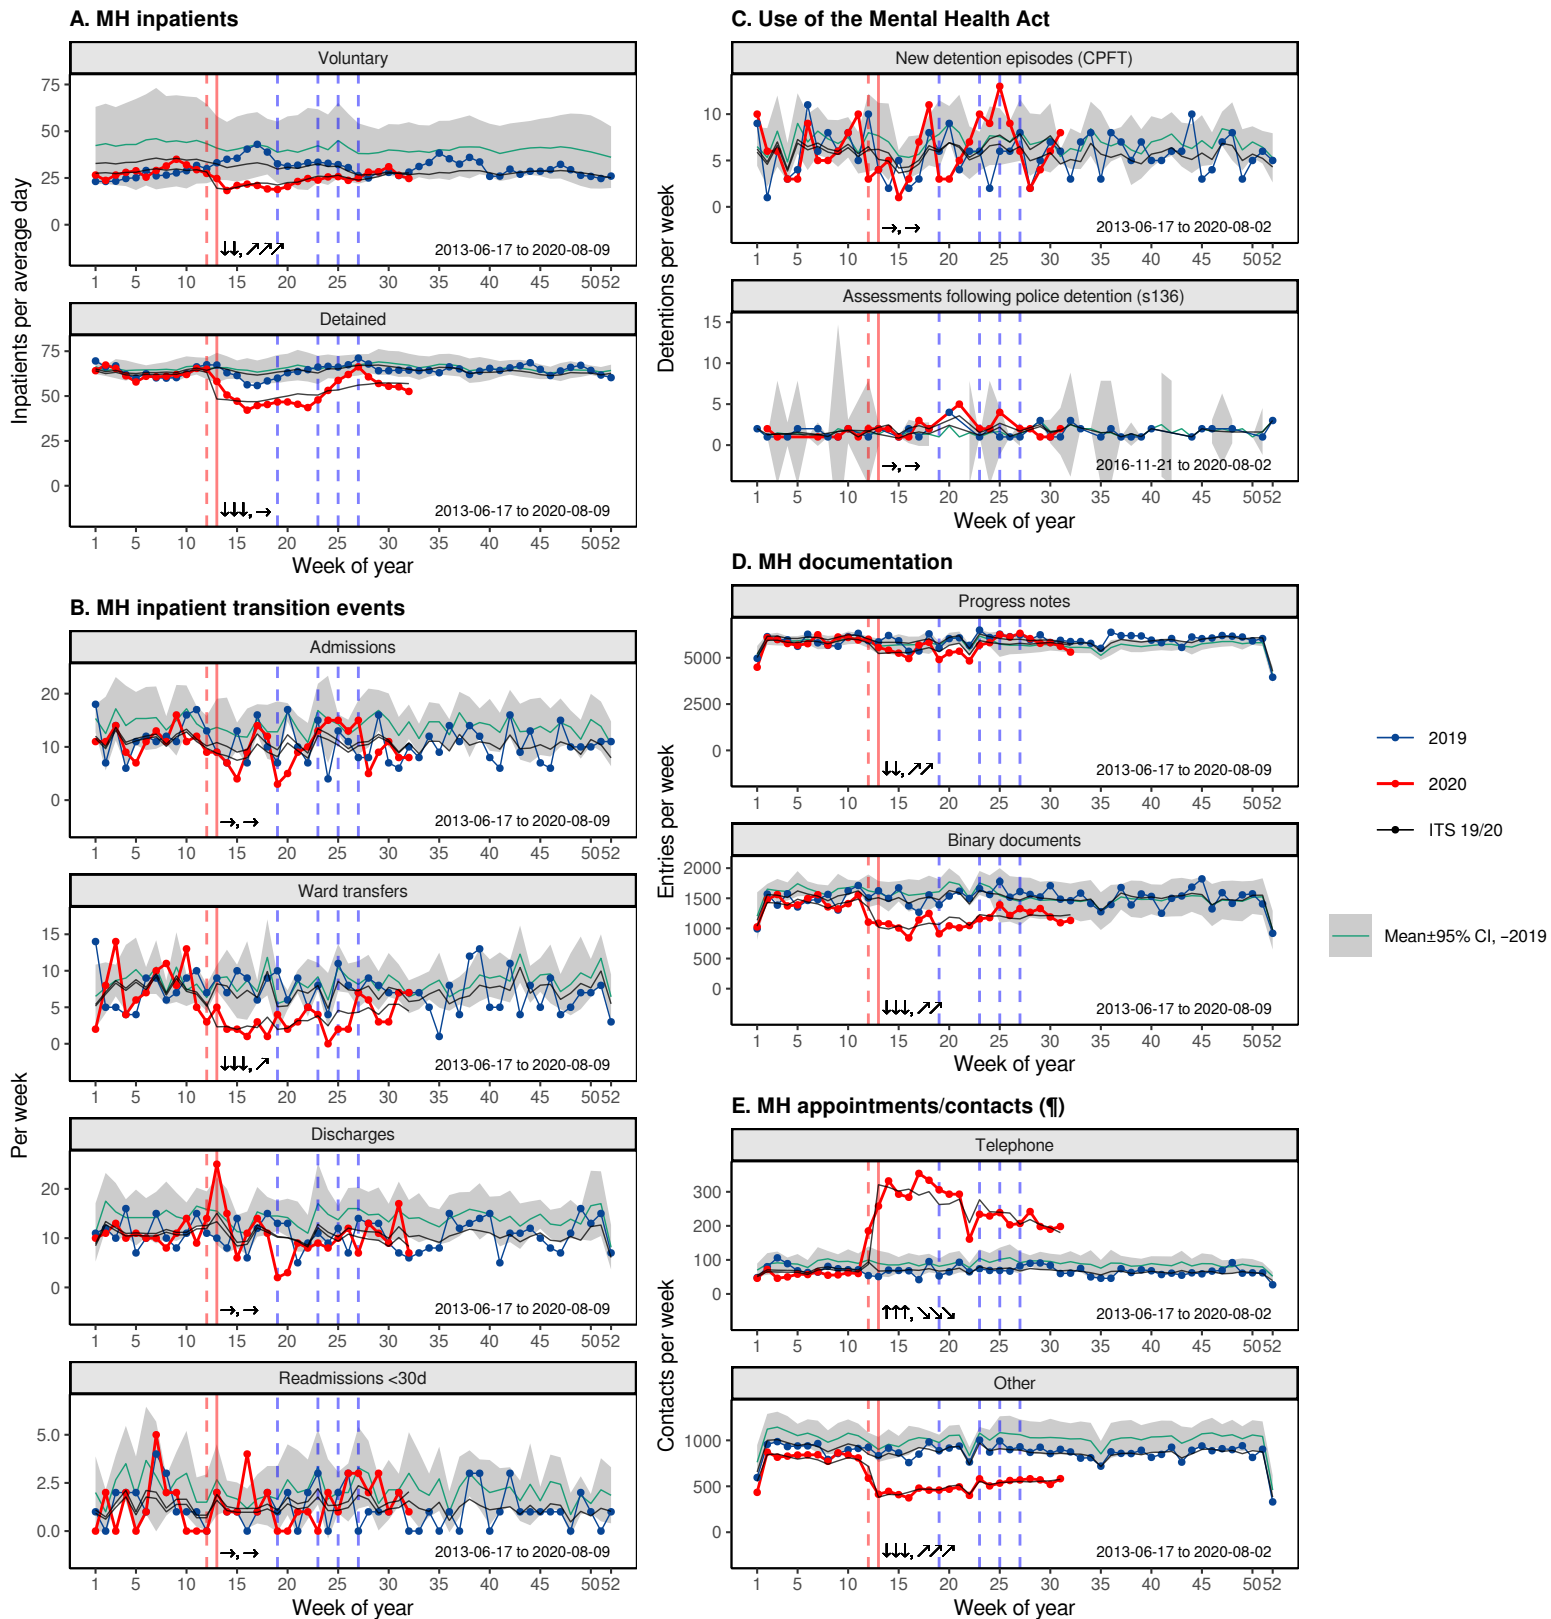 A. MH inpatients
Voluntary
75
50
25
0
↓↓, ↗↗↗
2013-06-17 to 2020-08-09
1 5 10 15 20 25 30 35 40 45 50 52
Detained
75
50
25
0
↓↓↓, →
2013-06-17 to 2020-08-09
1 5 10 15 20 25 30 35 40 45 50 52
Inpatients per average day
Week of year
B. MH inpatient transition events
Admissions
20
10
0
→, →
2013-06-17 to 2020-08-09
1 5 10 15 20 25 30 35 40 45 50 52
Ward transfers
15
10
5
0
↓↓↓, ↗
2013-06-17 to 2020-08-09
1 5 10 15 20 25 30 35 40 45 50 52
Per week
Discharges
20
10
0
→, →
2013-06-17 to 2020-08-09
1 5 10 15 20 25 30 35 40 45 50 52
Readmissions <30d
5.0
2.5
0.0
→, →
2013-06-17 to 2020-08-09
1 5 10 15 20 25 30 35 40 45 50 52
Week of year
C. Use of the Mental Health Act
New detention episodes (CPFT)
10
5
0
→, →
2013-06-17 to 2020-08-02
1 5 10 15 20 25 30 35 40 45 50 52
Detentions per week
Assessments following police detention (s136)
15
10
5
0
→, →
2016-11-21 to 2020-08-02
1 5 10 15 20 25 30 35 40 45 50 52
Week of year
D. MH documentation
Progress notes
5000
2500
0
↓↓, ↗↗
2013-06-17 to 2020-08-09
1 5 10 15 20 25 30 35 40 45 50 52
Entries per week
Binary documents
2000
1500
1000
500
0
↓↓↓, ↗↗
2013-06-17 to 2020-08-09
1 5 10 15 20 25 30 35 40 45 50 52
Week of year
E. MH appointments/contacts (¶)
Telephone
300
200
100
0
↑↑↑, ↘↘↘
2013-06-17 to 2020-08-02
1 5 10 15 20 25 30 35 40 45 50 52
Contacts per week
Other
1000
500
0
↓↓↓, ↗↗↗
2013-06-17 to 2020-08-02
1 5 10 15 20 25 30 35 40 45 50 52
Week of year
2019
2020
ITS 19/20
Mean±95% CI, −2019